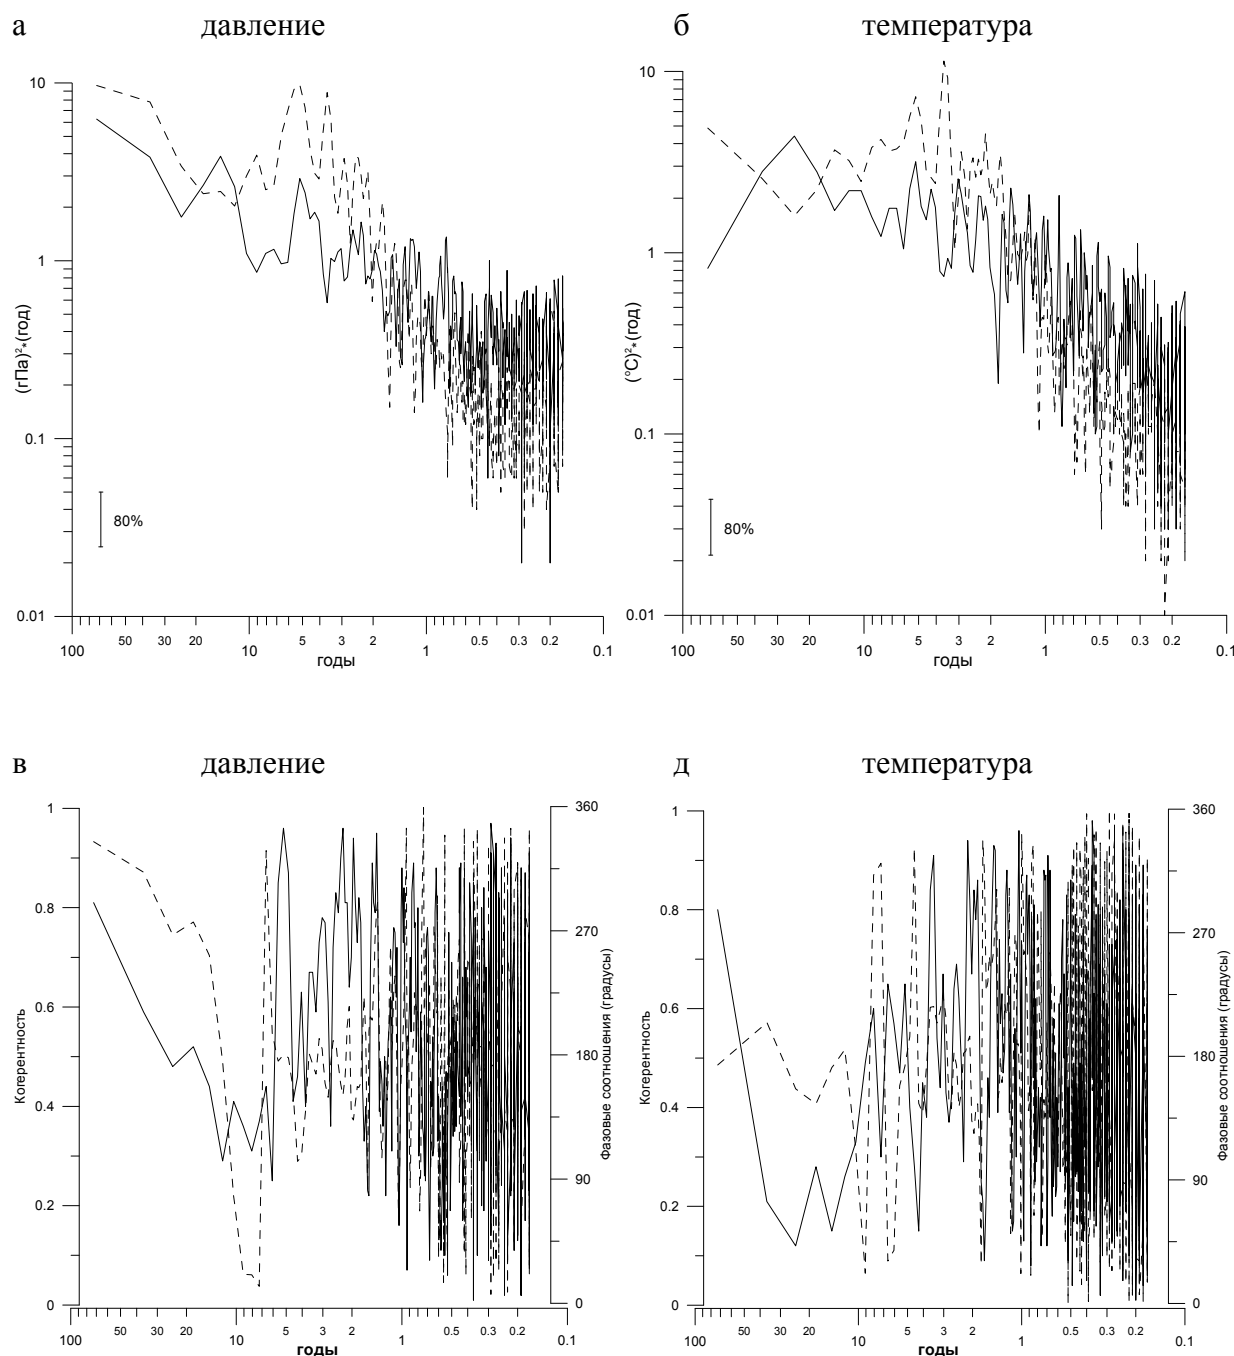 а давление
10
1
0.1
0.01
(гПа)²*(год)
80%
100 50 30 20 10 5 3 2 1 0.5 0.3 0.2 0.1
годы
б температура
10
1
0.1
0.01
(°C)²*(год)
80%
100 50 30 20 10 5 3 2 1 0.5 0.3 0.2 0.1
годы
в давление
1
0.8
0.6
0.4
0.2
0
Когерентность
360
270
180
90
0
Фазовые соотношения (градусы)
100 50 30 20 10 5 3 2 1 0.5 0.3 0.2 0.1
годы
д температура
1
0.8
0.6
0.4
0.2
0
Когерентность
360
270
180
90
0
Фазовые соотношения (градусы)
100 50 30 20 10 5 3 2 1 0.5 0.3 0.2 0.1
годы